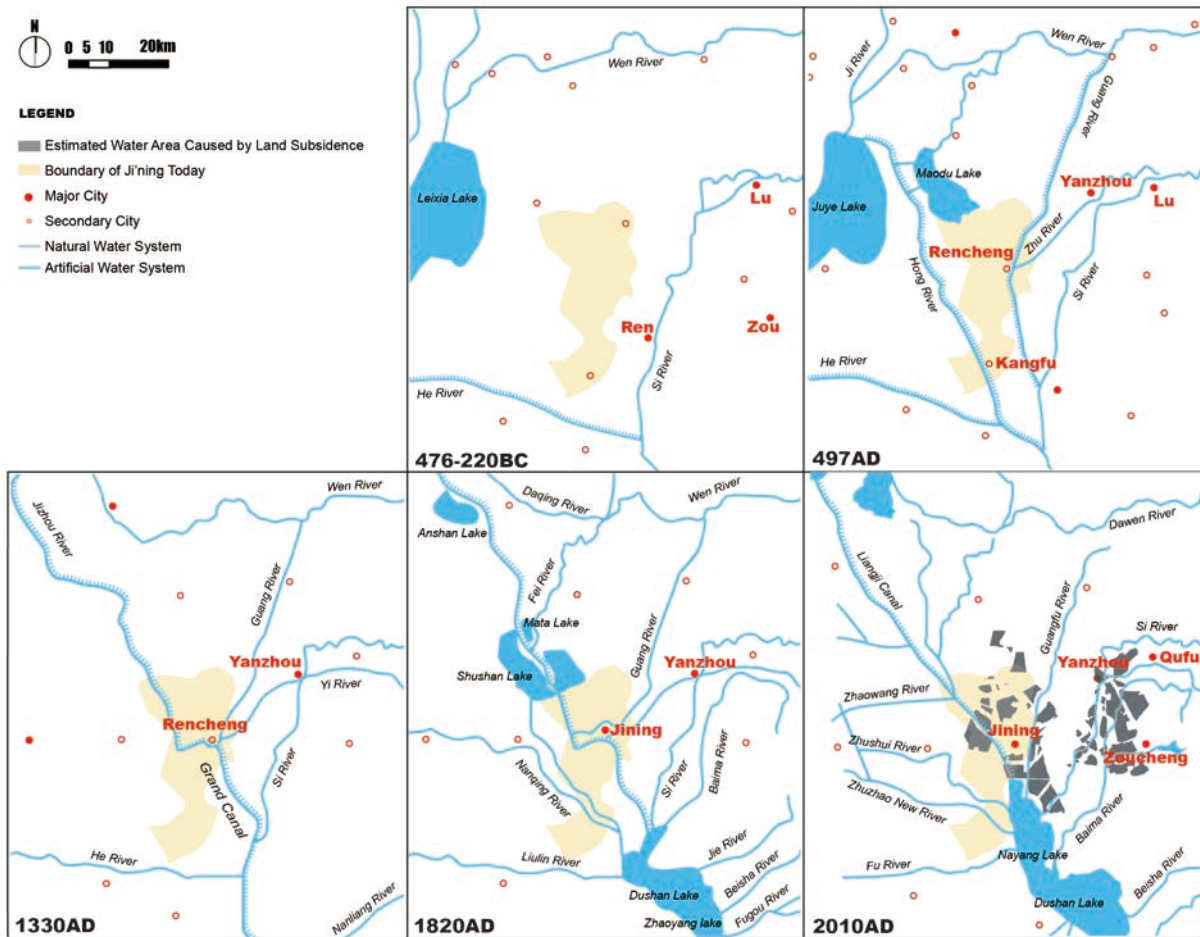 N
0 5 10 20km
LEGEND
Estimated Water Area Caused by Land Subsidence
Boundary of Ji'ning Today
Major City
Secondary City
Natural Water System
Artificial Water System
Wen River
Leixia Lake
Lu
Ren
Zou
Si River
He River
476-220BC
Ji River
Wen River
Guang River
Maodu Lake
Yanzhou
Lu
Juye Lake
Zhu River
Rencheng
Hong River
Si River
Kangfu
He River
497AD
Wen River
Jizhou River
Guang River
Yanzhou
Yi River
Rencheng
Grand Canal
Si River
He River
Nanliang River
1330AD
Daqing River
Wen River
Anshan Lake
Fei River
Mata Lake
Guang River
Yanzhou
Shushan Lake
Jining
Nanqing River
Si River
Baima River
Liulin River
Jie River
Dushan Lake
Beisha River
Zhaoyang lake
Fugou River
1820AD
Dawen River
Liangji Canal
Guangfu River
Si River
Yanzhou
Qufu
Zhaowang River
Jining
Zhushui River
Zoucheng
Zhuzhao New River
Baima River
Nayang Lake
Fu River
Dushan Lake
Beisha River
2010AD